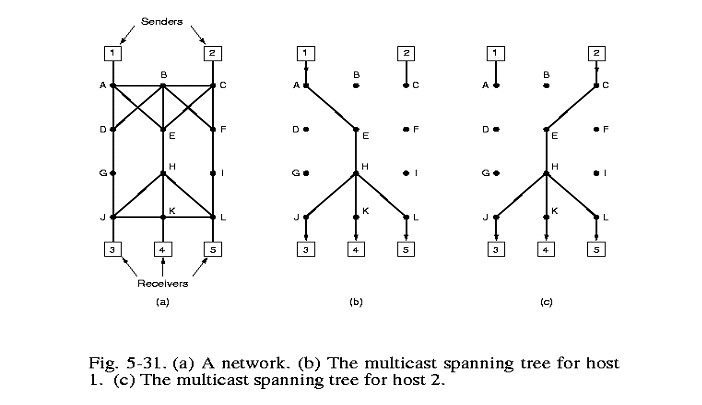 Senders
1 2 1 2 1 2
A B C A B C A B C
D E F D E F D E F
G H I G H I G H I
J K L J K L J K L
3 4 5 3 4 5 3 4 5
Receivers
(a) (b) (c)
Fig. 5-31. (a) A network. (b) The multicast spanning tree for host
1. (c) The multicast spanning tree for host 2.